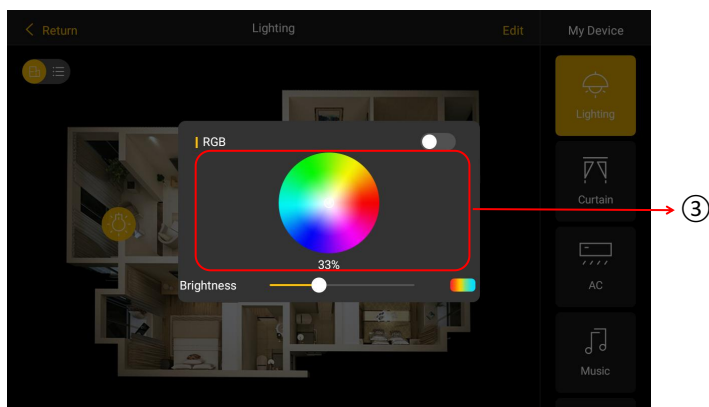 Return
Lighting
Edit
My Device
Lighting
RGB
Curtain
③
33%
Brightness
AC
Music